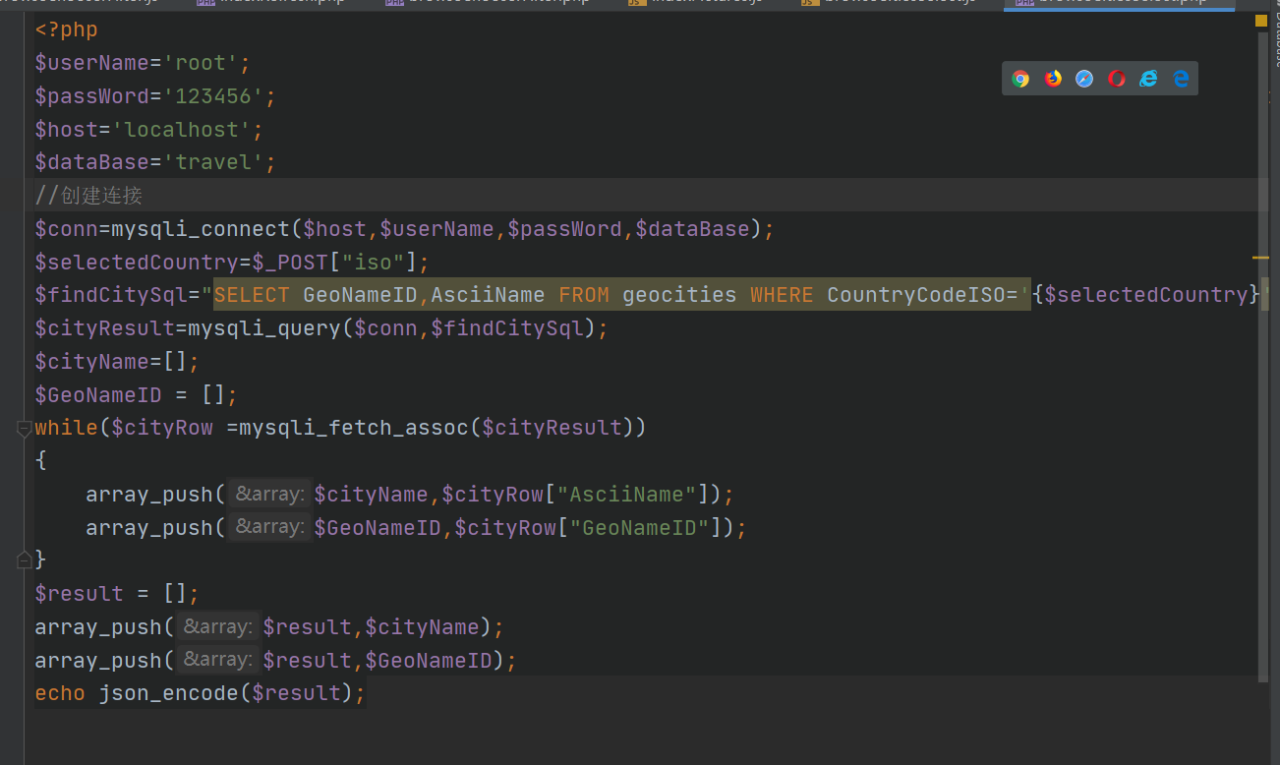 <?php
$userName='root';
$passWord='123456';
$host='localhost';
$dataBase='travel';
//创建连接
$conn=mysqli_connect($host,$userName,$passWord,$dataBase);
$selectedCountry=$_POST["iso"];
$findCitySql="SELECT GeoNameID,AsciiName FROM geocities WHERE CountryCodeISO='{$selectedCountry}'
$cityResult=mysqli_query($conn,$findCitySql);
$cityName=[];
$GeoNameID = [];
while($cityRow =mysqli_fetch_assoc($cityResult))
{
    array_push( &array: $cityName,$cityRow["AsciiName"]);
    array_push( &array: $GeoNameID,$cityRow["GeoNameID"]);
}
$result = [];
array_push( &array: $result,$cityName);
array_push( &array: $result,$GeoNameID);
echo json_encode($result);